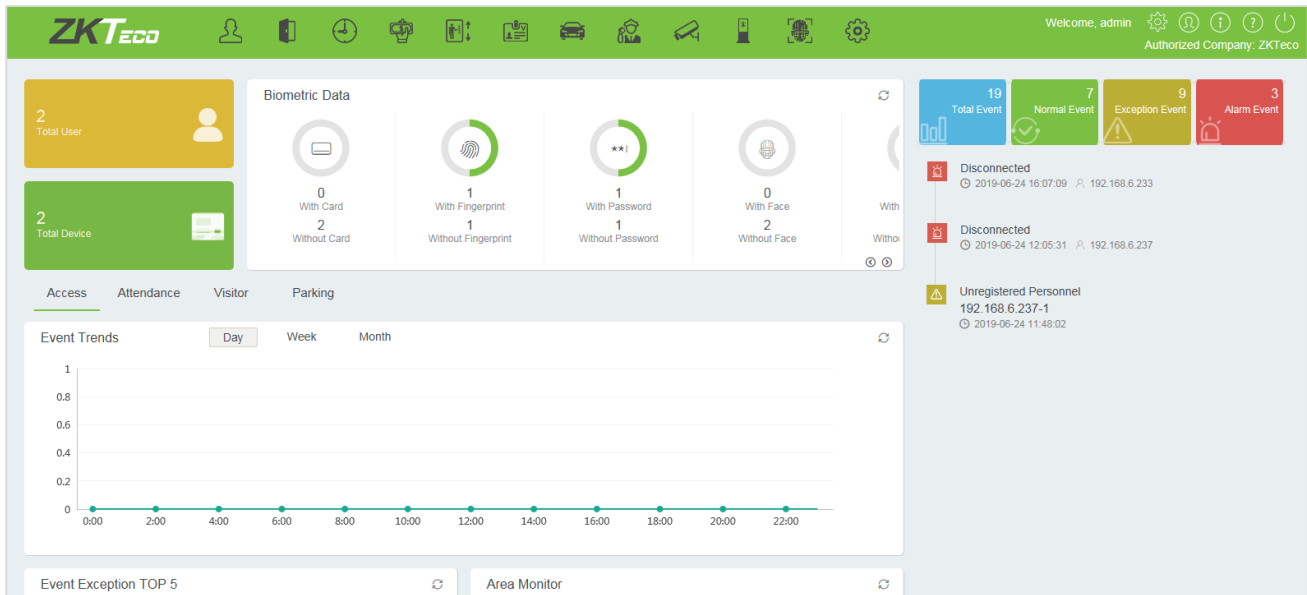 ZKTeco
Welcome, admin
Authorized Company: ZKTeco
2
Total User
2
Total Device
Biometric Data
**|
0
With Card
2
Without Card
1
With Fingerprint
1
Without Fingerprint
1
With Password
1
Without Password
0
With Face
2
Without Face
With
Witho
19
Total Event
7
Normal Event
9
Exception Event
3
Alarm Event
Disconnected
2019-06-24 16:07:09 192.168.6.233
Disconnected
2019-06-24 12:05:31 192.168.6.237
Unregistered Personnel
192.168.6.237-1
2019-06-24 11:48:02
Access Attendance Visitor Parking
Event Trends Day Week Month
1
0.8
0.6
0.4
0.2
0
0:00 2:00 4:00 6:00 8:00 10:00 12:00 14:00 16:00 18:00 20:00 22:00
Event Exception TOP 5
Area Monitor